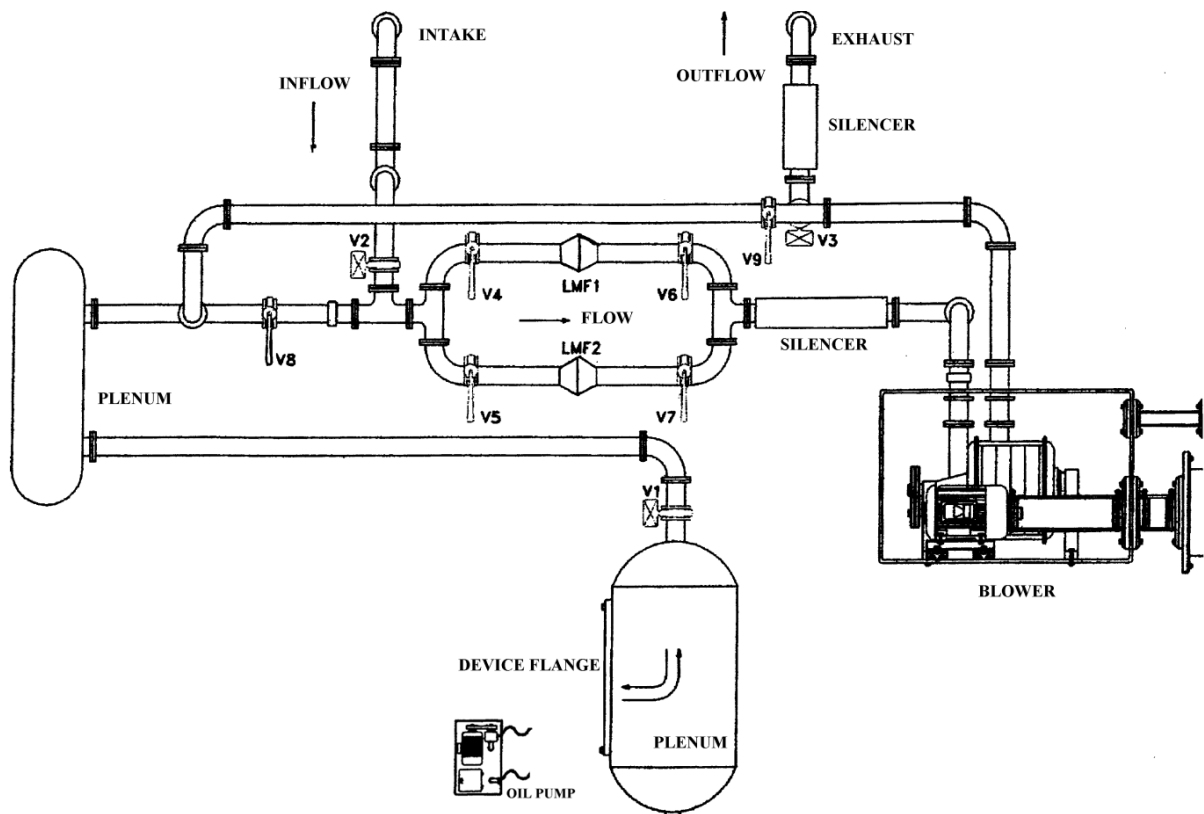 INTAKE
EXHAUST
INFLOW
OUTFLOW
SILENCER
V2
V9
V3
V4
LMF1
V6
FLOW
SILENCER
V8
LMF2
PLENUM
V5
V7
V1
BLOWER
DEVICE FLANGE
PLENUM
OIL PUMP